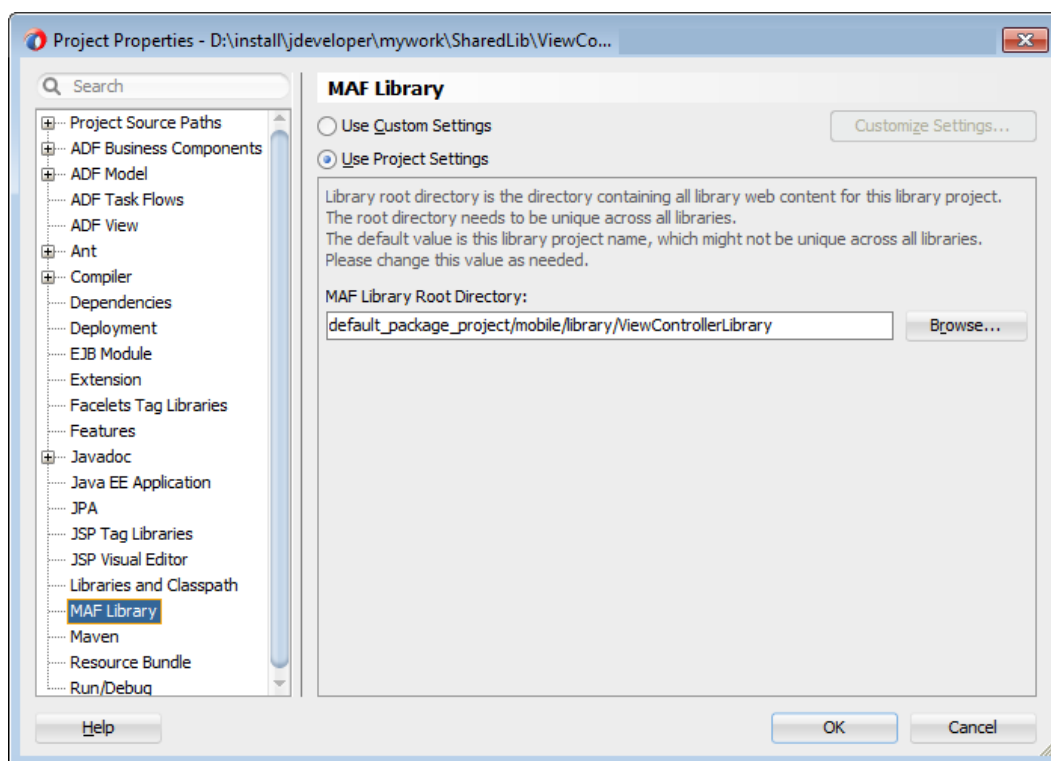 Project Properties - D:\install\jdeveloper\mywork\SharedLib\ViewCo...
Search
Project Source Paths
ADF Business Components
ADF Model
ADF Task Flows
ADF View
Ant
Compiler
Dependencies
Deployment
EJB Module
Extension
Facelets Tag Libraries
Features
Javadoc
Java EE Application
JPA
JSP Tag Libraries
JSP Visual Editor
Libraries and Classpath
MAF Library
Maven
Resource Bundle
Run/Debug
MAF Library
Use Custom Settings
Customize Settings...
Use Project Settings
Library root directory is the directory containing all library web content for this library project.
The root directory needs to be unique across all libraries.
The default value is this library project name, which might not be unique across all libraries.
Please change this value as needed.
MAF Library Root Directory:
default_package_project/mobile/library/ViewControllerLibrary
Browse...
Help
OK
Cancel